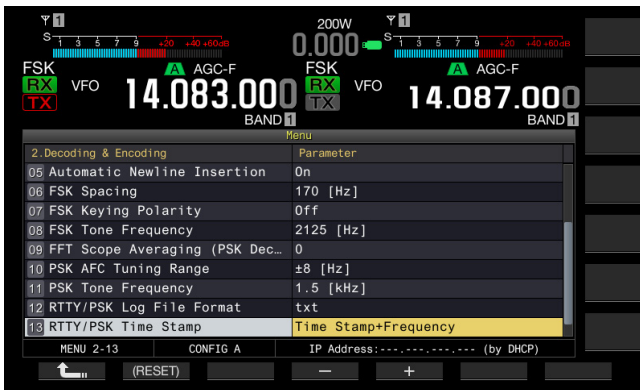 1 200W 1
S 1 3 5 7 9 +20 +40 +60dB 0.000 S 1 3 5 7 9 +20 +40 +60dB
FSK A AGC-F FSK A AGC-F
RX TX VFO 14.083.000 RX TX VFO 14.087.000
BAND 1 BAND 1
Menu
2.Decoding & Encoding Parameter
05 Automatic Newline Insertion On
06 FSK Spacing 170 [Hz]
07 FSK Keying Polarity Off
08 FSK Tone Frequency 2125 [Hz]
09 FFT Scope Averaging (PSK Dec... 0
10 PSK AFC Tuning Range ±8 [Hz]
11 PSK Tone Frequency 1.5 [kHz]
12 RTTY/PSK Log File Format txt
13 RTTY/PSK Time Stamp Time Stamp+Frequency
MENU 2-13 CONFIG A IP Address:---.---.---.--- (by DHCP)
(RESET) − +